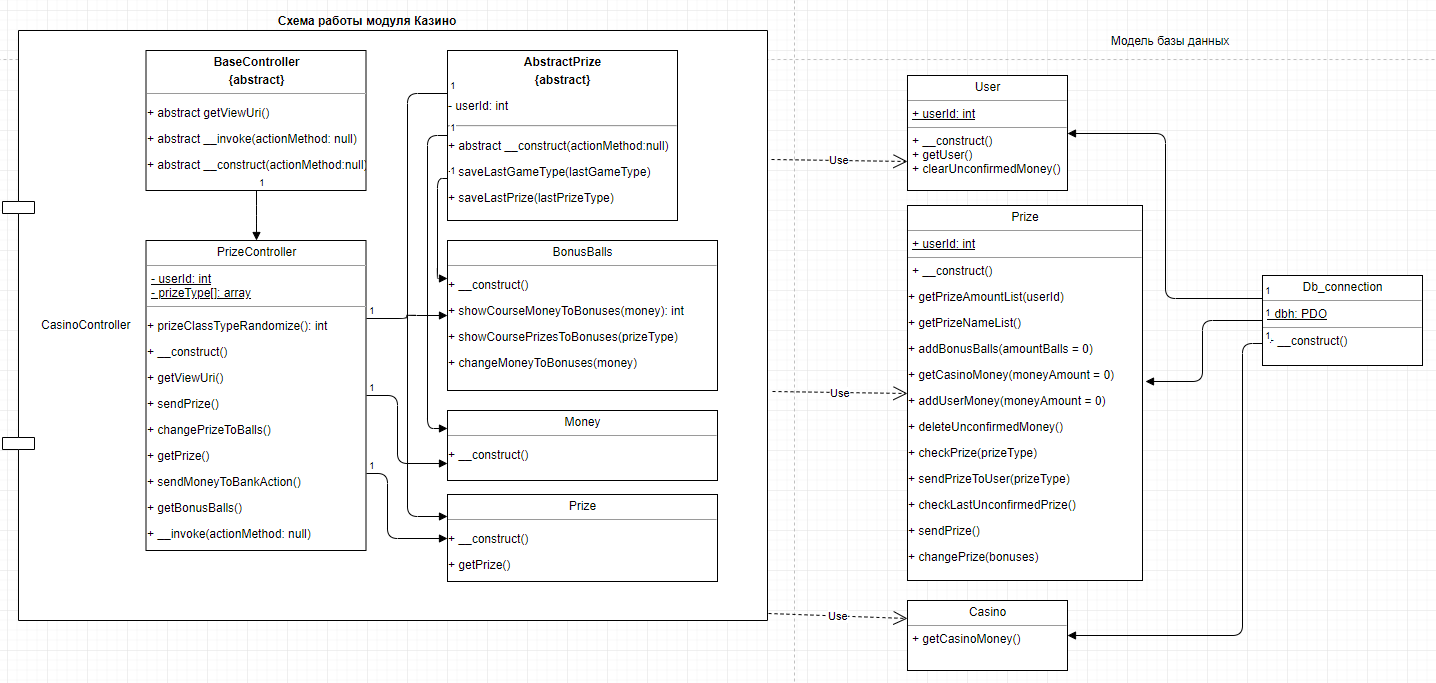 Схема работы модуля Казино
BaseController
{abstract}
+ abstract getViewUri()
+ abstract __invoke(actionMethod: null)
+ abstract __construct(actionMethod:null)
1
CasinoController
PrizeController
- userId: int
- prizeType[]: array
+ prizeClassTypeRandomize(): int
+ __construct()
+ getViewUri()
+ sendPrize()
+ changePrizeToBalls()
+ getPrize()
+ sendMoneyToBankAction()
+ getBonusBalls()
+ __invoke(actionMethod: null)
1
1
1
AbstractPrize
{abstract}
1
- userId: int
1
+ abstract __construct(actionMethod:null)
1
saveLastGameType(lastGameType)
+ saveLastPrize(lastPrizeType)
BonusBalls
+ __construct()
+ showCourseMoneyToBonuses(money): int
+ showCoursePrizesToBonuses(prizeType)
+ changeMoneyToBonuses(money)
Money
+ __construct()
Prize
+ __construct()
+ getPrize()
Use
Use
Use
Модель базы данных
User
+ userId: int
+ __construct()
+ getUser()
+ clearUnconfirmedMoney()
Prize
+ userId: int
+ __construct()
+ getPrizeAmountList(userId)
+ getPrizeNameList()
+ addBonusBalls(amountBalls = 0)
+ getCasinoMoney(moneyAmount = 0)
+ addUserMoney(moneyAmount = 0)
+ deleteUnconfirmedMoney()
+ checkPrize(prizeType)
+ sendPrizeToUser(prizeType)
+ checkLastUnconfirmedPrize()
+ sendPrize()
+ changePrize(bonuses)
Casino
+ getCasinoMoney()
Db_connection
1
1
dbh: PDO
1
- __construct()